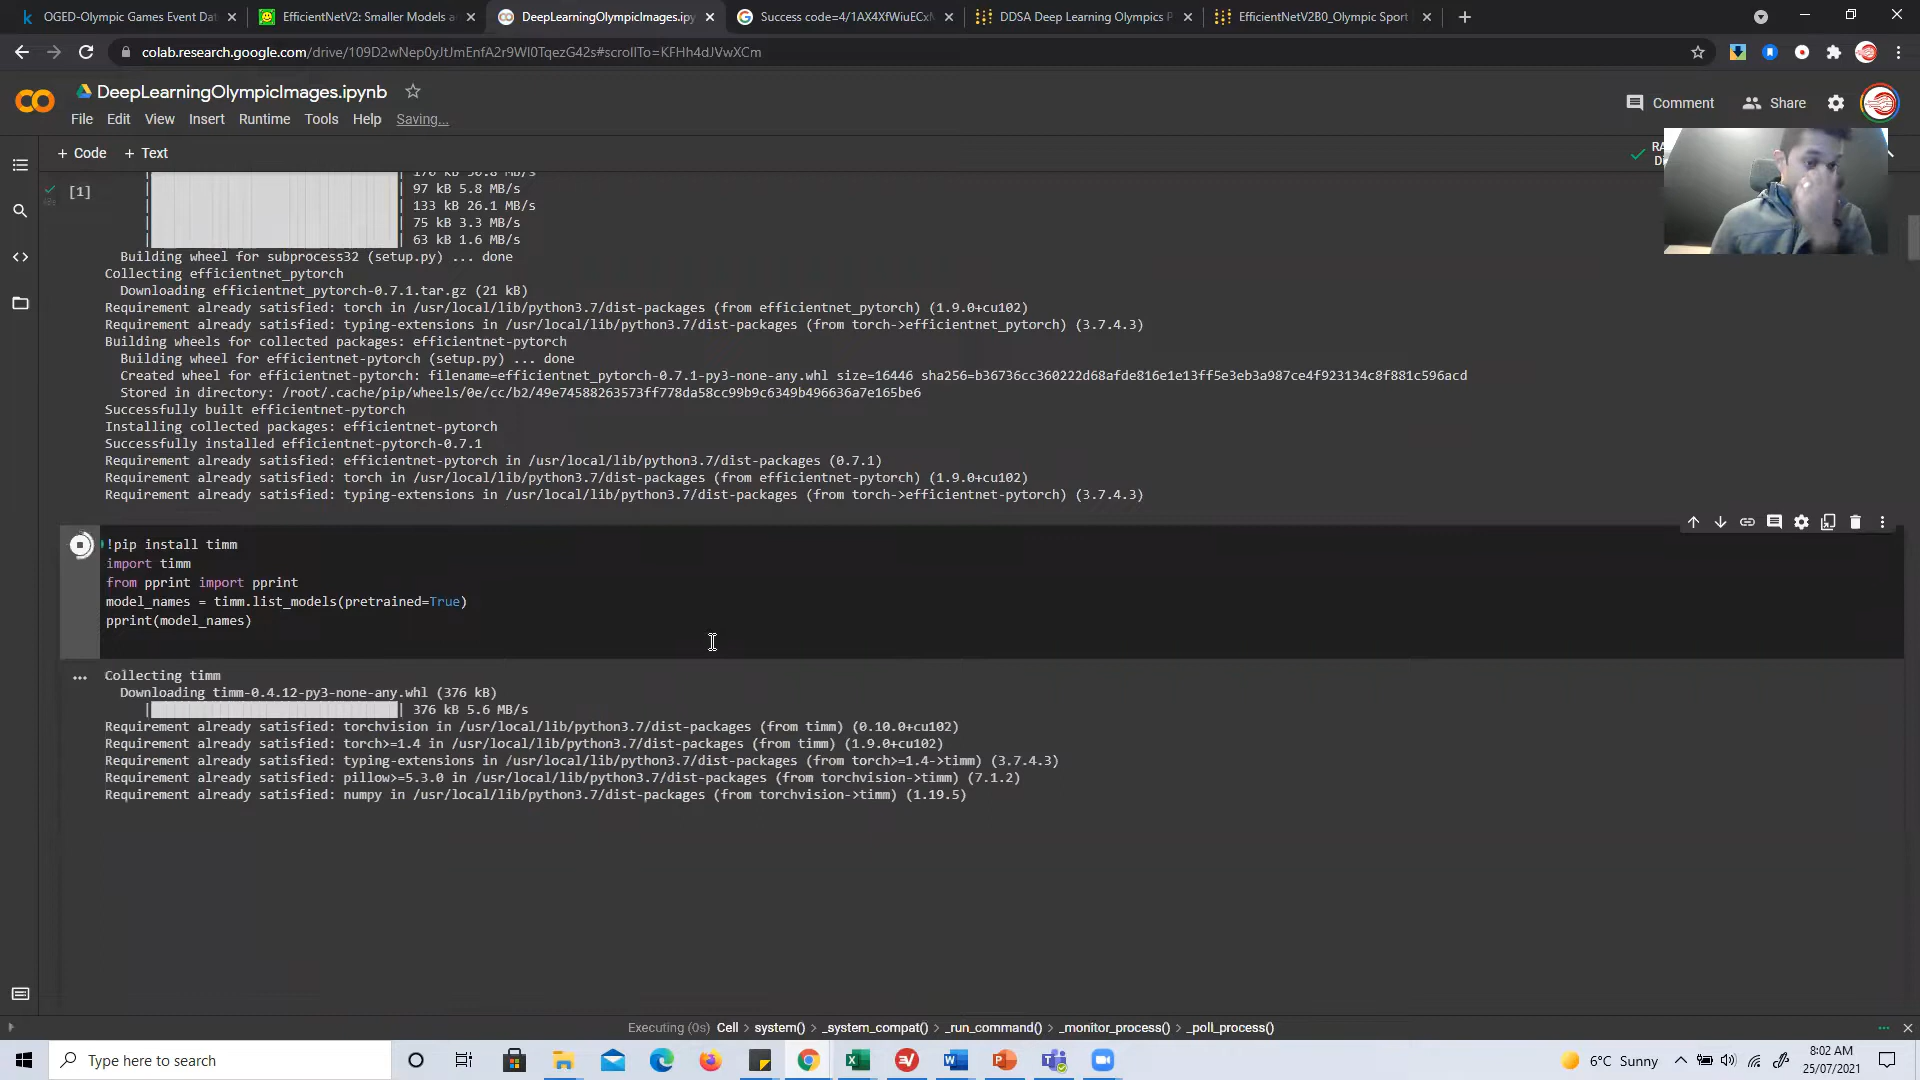 OGED-Olympic Games Event Dat
EfficientNetV2: Smaller Models a
DeepLearningOlympicImages.ipy
Success code=4/1AX4XfWiuECxM
DDSA Deep Learning Olympics P
EfficientNetV2B0_Olympic Sport
colab.research.google.com/drive/109D2wNep0yJtJmEnfA2r9Wl0TqezG42s#scrollTo=KFHh4dJVwXCm
DeepLearningOlympicImages.ipynb
Comment
Share
File Edit View Insert Runtime Tools Help Saving...
+ Code + Text
RA
Di
[1]
97 kB 5.8 MB/s
133 kB 26.1 MB/s
75 kB 3.3 MB/s
63 kB 1.6 MB/s
Building wheel for subprocess32 (setup.py) ... done
Collecting efficientnet_pytorch
Downloading efficientnet_pytorch-0.7.1.tar.gz (21 kB)
Requirement already satisfied: torch in /usr/local/lib/python3.7/dist-packages (from efficientnet_pytorch) (1.9.0+cu102)
Requirement already satisfied: typing-extensions in /usr/local/lib/python3.7/dist-packages (from torch->efficientnet_pytorch) (3.7.4.3)
Building wheels for collected packages: efficientnet-pytorch
Building wheel for efficientnet-pytorch (setup.py) ... done
Created wheel for efficientnet-pytorch: filename=efficientnet_pytorch-0.7.1-py3-none-any.whl size=16446 sha256=b36736cc360222d68afde816e1e13ff5e3eb3a987ce4f923134c8f881c596acd
Stored in directory: /root/.cache/pip/wheels/0e/cc/b2/49e74588263573ff778da58cc99b9c6349b496636a7e165be6
Successfully built efficientnet-pytorch
Installing collected packages: efficientnet-pytorch
Successfully installed efficientnet-pytorch-0.7.1
Requirement already satisfied: efficientnet-pytorch in /usr/local/lib/python3.7/dist-packages (0.7.1)
Requirement already satisfied: torch in /usr/local/lib/python3.7/dist-packages (from efficientnet-pytorch) (1.9.0+cu102)
Requirement already satisfied: typing-extensions in /usr/local/lib/python3.7/dist-packages (from torch->efficientnet-pytorch) (3.7.4.3)
!pip install timm
import timm
from pprint import pprint
model_names = timm.list_models(pretrained=True)
pprint(model_names)
Collecting timm
Downloading timm-0.4.12-py3-none-any.whl (376 kB)
376 kB 5.6 MB/s
Requirement already satisfied: torchvision in /usr/local/lib/python3.7/dist-packages (from timm) (0.10.0+cu102)
Requirement already satisfied: torch>=1.4 in /usr/local/lib/python3.7/dist-packages (from timm) (1.9.0+cu102)
Requirement already satisfied: typing-extensions in /usr/local/lib/python3.7/dist-packages (from torch>=1.4->timm) (3.7.4.3)
Requirement already satisfied: pillow>=5.3.0 in /usr/local/lib/python3.7/dist-packages (from torchvision->timm) (7.1.2)
Requirement already satisfied: numpy in /usr/local/lib/python3.7/dist-packages (from torchvision->timm) (1.19.5)
Executing (0s) Cell > system() > _system_compat() > _run_command() > _monitor_process() > _poll_process()
Type here to search
6°C Sunny
8:02 AM
25/07/2021